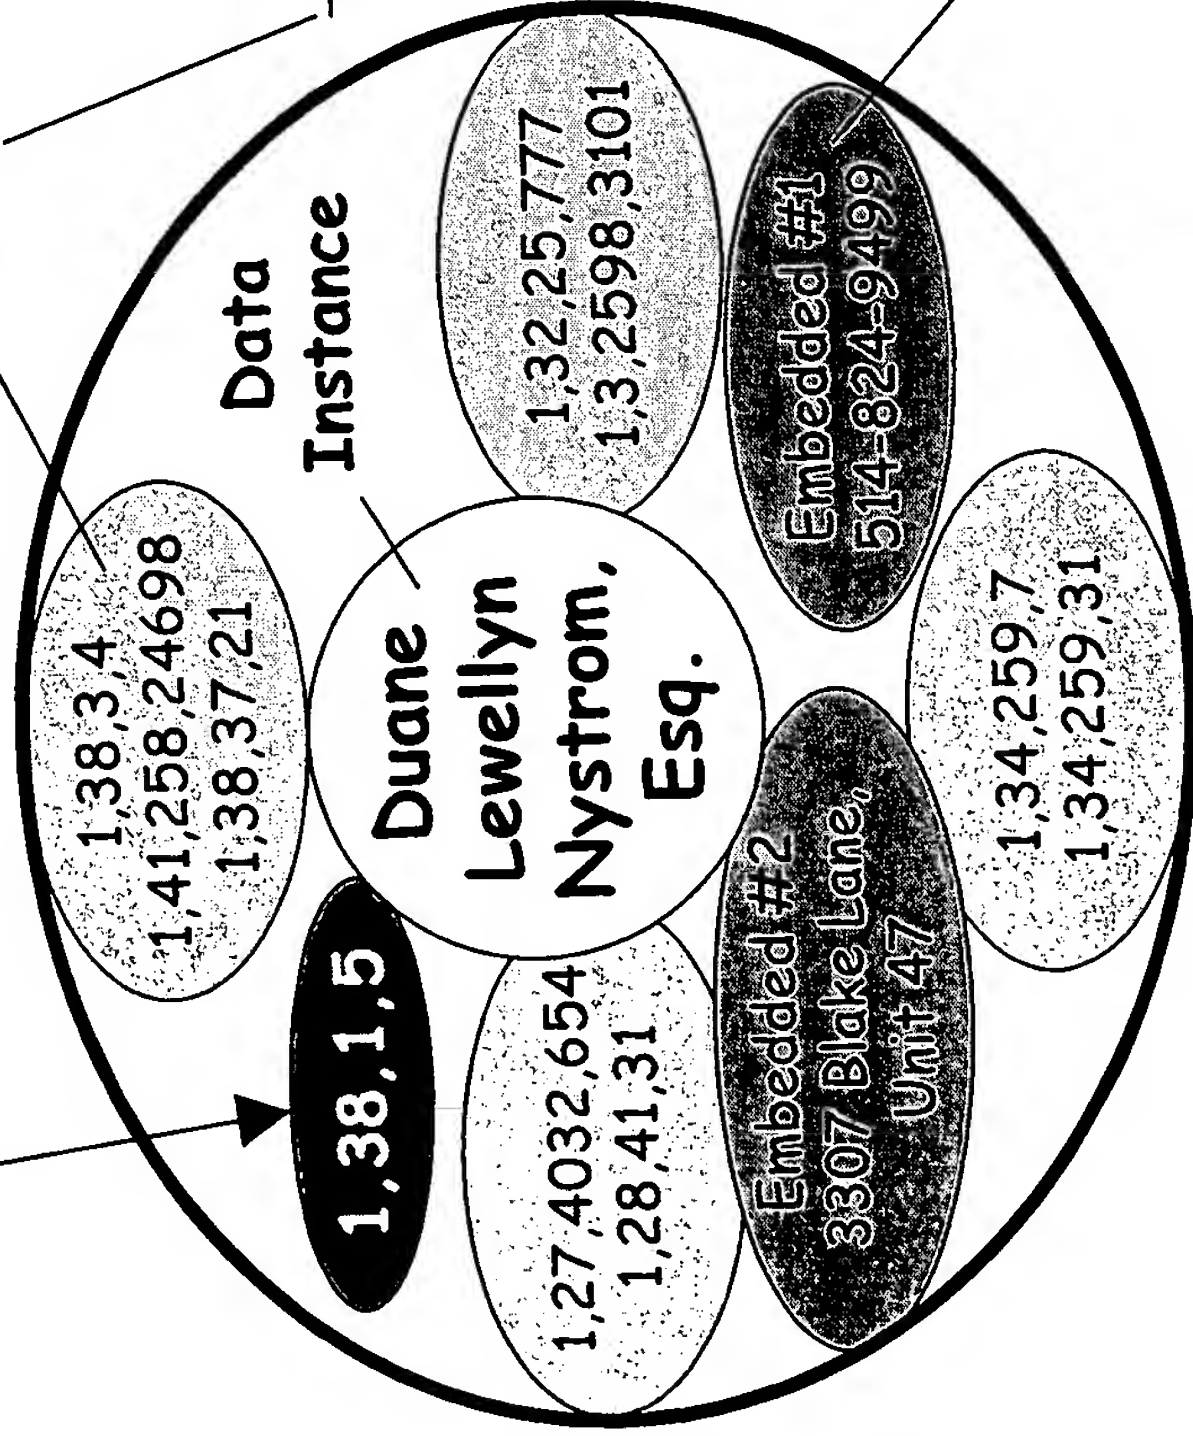 1,38,3,4
1,41,258,24698
1,38,37,21
Data
Instance
1,38,1,5
Duane
Lewellyn
Nystrom,
Esq.
1,32,25,777
1,3,2598,3101
1,27,4032,654
1,28,41,31
Embedded #1
514-824-9499
Embedded #2
3307 Blake Lane,
Unit 47
1,34,259,7
1,34,259,31